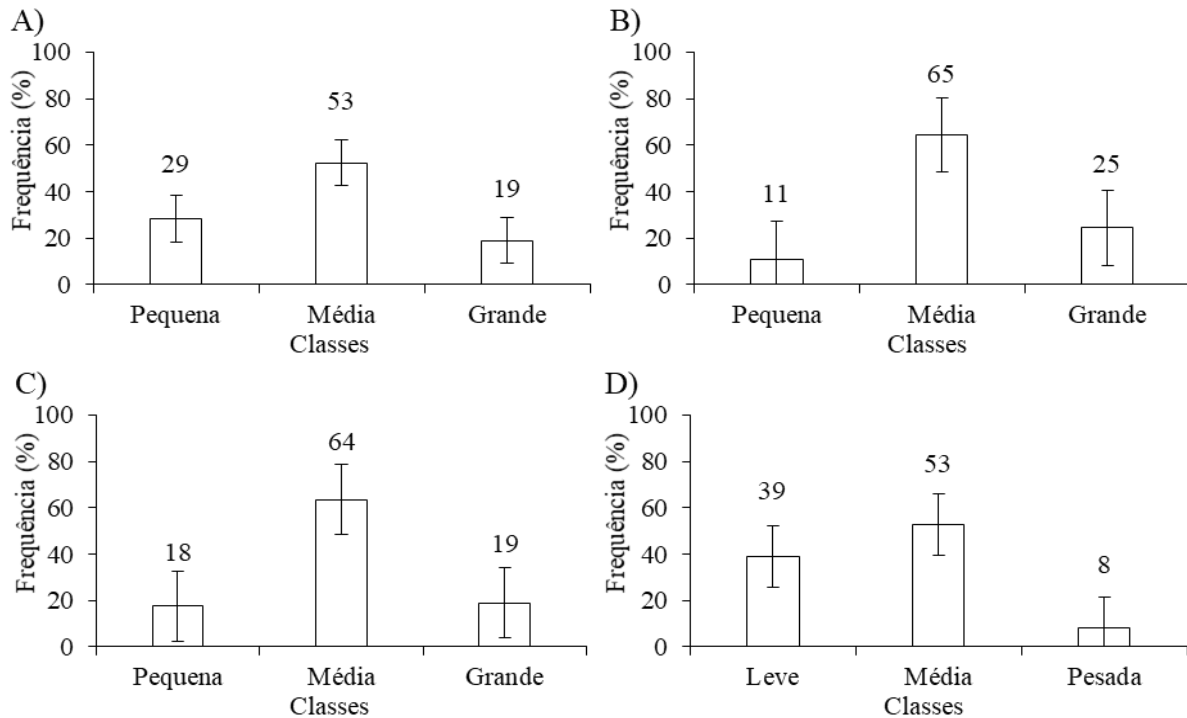 A)
Frequência (%)
100
80
60
40
20
0
29
53
19
Pequena Média Grande
Classes
B)
Frequência (%)
100
80
60
40
20
0
11
65
25
Pequena Média Grande
Classes
C)
Frequência (%)
100
80
60
40
20
0
18
64
19
Pequena Média Grande
Classes
D)
Frequência (%)
100
80
60
40
20
0
39
53
8
Leve Média Pesada
Classes